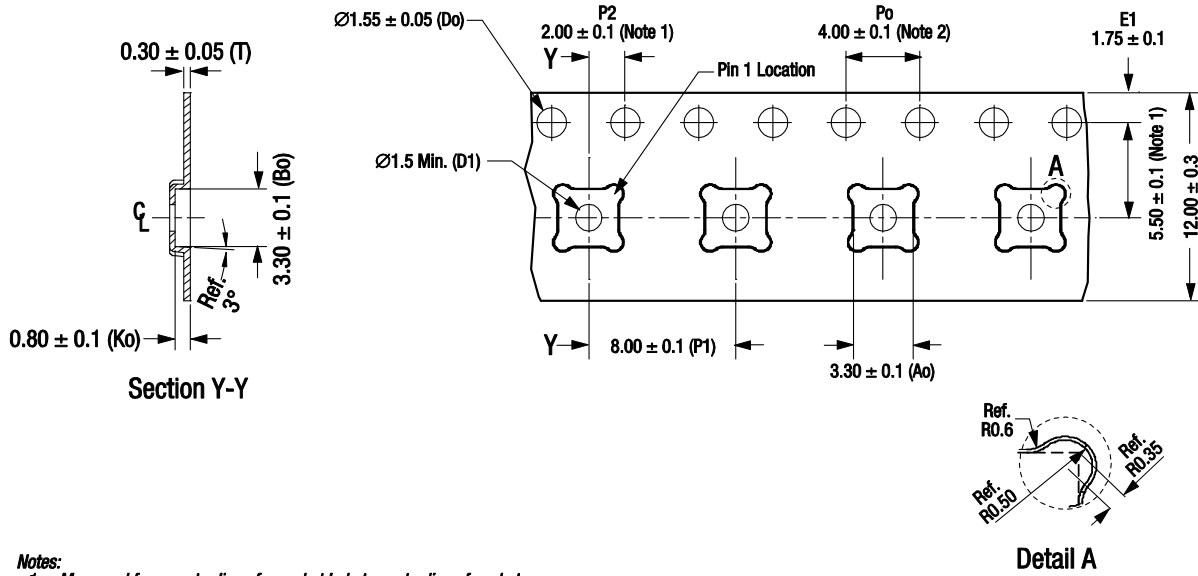 Ø1.55 ± 0.05 (Do)
P2
2.00 ± 0.1 (Note 1)
Po
4.00 ± 0.1 (Note 2)
E1
1.75 ± 0.1
0.30 ± 0.05 (T)
Y
Pin 1 Location
Ø1.5 Min. (D1)
A
5.50 ± 0.1 (Note 1)
12.00 ± 0.3
CL
3.30 ± 0.1 (Bo)
Ref.
3°
0.80 ± 0.1 (Ko)
Section Y-Y
Y
8.00 ± 0.1 (P1)
3.30 ± 0.1 (Ao)
Ref.
R0.6
Ref.
R0.35
Ref.
R0.50
Detail A
Notes: